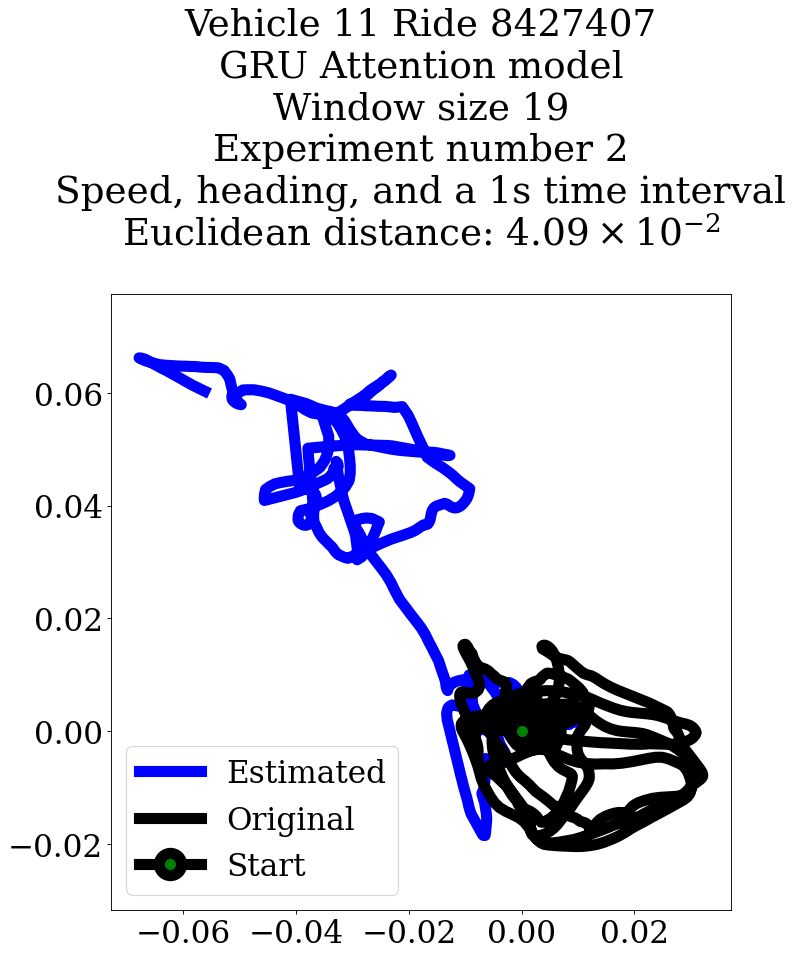 Vehicle 11 Ride 8427407
GRU Attention model
Window size 19
Experiment number 2
Speed, heading, and a 1s time interval
Euclidean distance: 4.09 × 10⁻²
0.06
0.04
0.02
0.00
−0.02
Estimated
Original
Start
−0.06 −0.04 −0.02 0.00 0.02